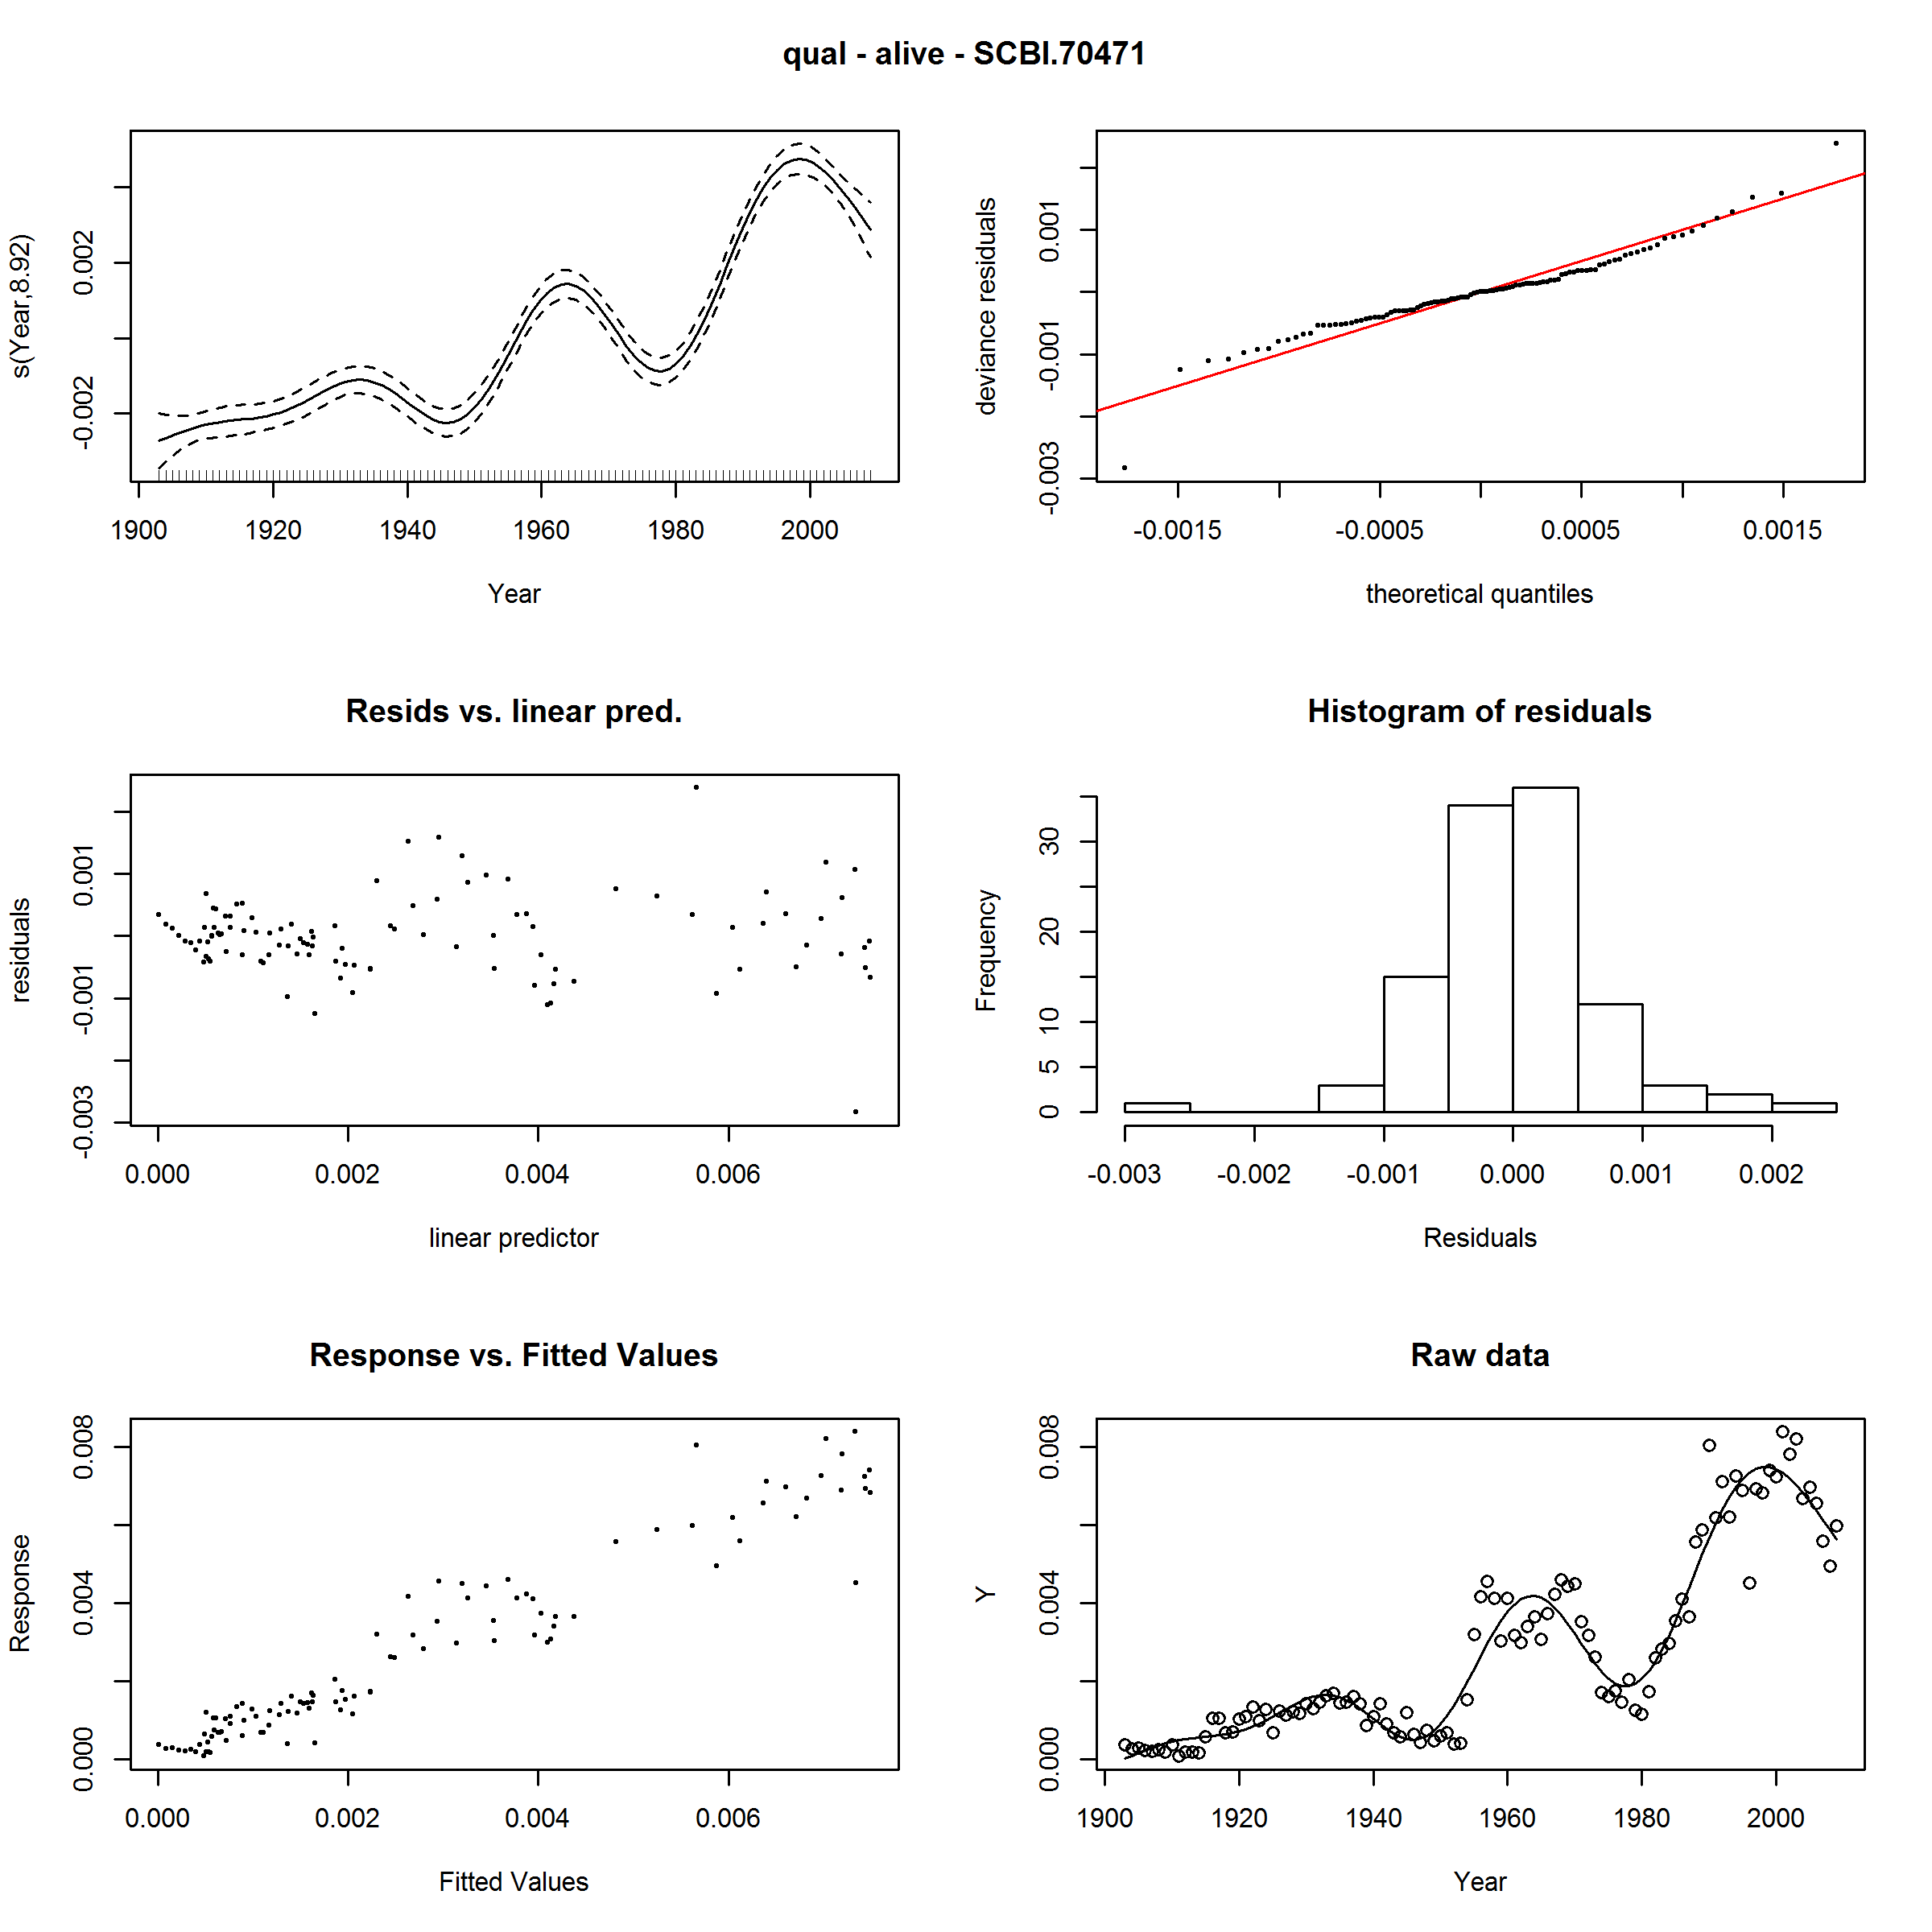 qual - alive - SCBI.70471
s(Year,8.92)
-0.002
0.002
1900 1920 1940 1960 1980 2000
Year
deviance residuals
-0.003 -0.001 0.001
-0.0015 -0.0005 0.0005 0.0015
theoretical quantiles
Resids vs. linear pred.
residuals
-0.003 -0.001 0.001
0.000 0.002 0.004 0.006
linear predictor
Histogram of residuals
Frequency
0 5 10 20 30
-0.003 -0.002 -0.001 0.000 0.001 0.002
Residuals
Response vs. Fitted Values
Response
0.000 0.004 0.008
0.000 0.002 0.004 0.006
Fitted Values
Raw data
Y
0.000 0.004 0.008
1900 1920 1940 1960 1980 2000
Year